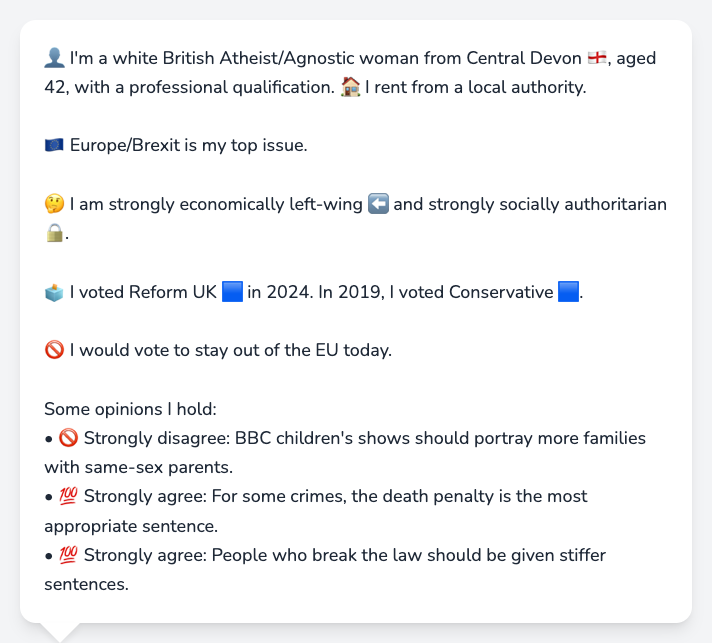 👤 I'm a white British Atheist/Agnostic woman from Central Devon 🏴󠁧󠁢󠁥󠁮󠁧󠁿, aged
42, with a professional qualification. 🏠 I rent from a local authority.
🇪🇺 Europe/Brexit is my top issue.
🤔 I am strongly economically left-wing ⬅️ and strongly socially authoritarian
🔒.
🗳️ I voted Reform UK 🟦 in 2024. In 2019, I voted Conservative 🟦.
🚫 I would vote to stay out of the EU today.
Some opinions I hold:
• 🚫 Strongly disagree: BBC children's shows should portray more families
with same-sex parents.
• 💯 Strongly agree: For some crimes, the death penalty is the most
appropriate sentence.
• 💯 Strongly agree: People who break the law should be given stiffer
sentences.